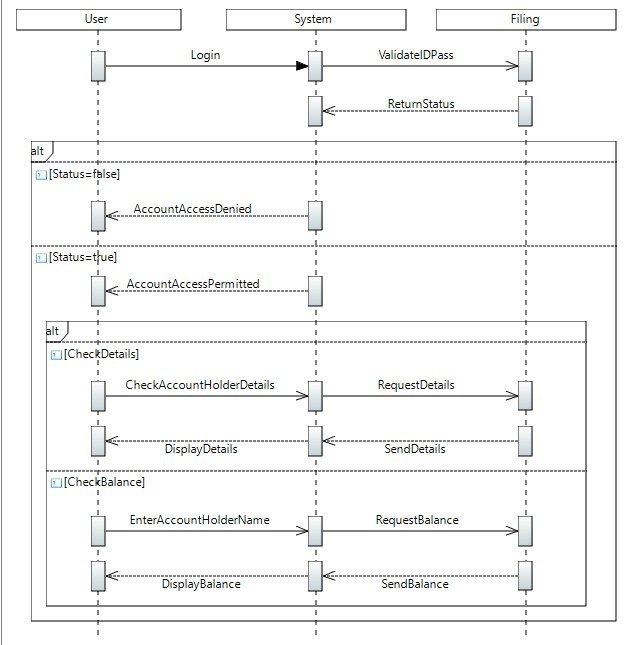 User System Filing
Login ValidateIDPass
ReturnStatus
alt
[Status=false]
AccountAccessDenied
[Status=true]
AccountAccessPermitted
alt
[CheckDetails]
CheckAccountHolderDetails RequestDetails
DisplayDetails SendDetails
[CheckBalance]
EnterAccountHolderName RequestBalance
DisplayBalance SendBalance